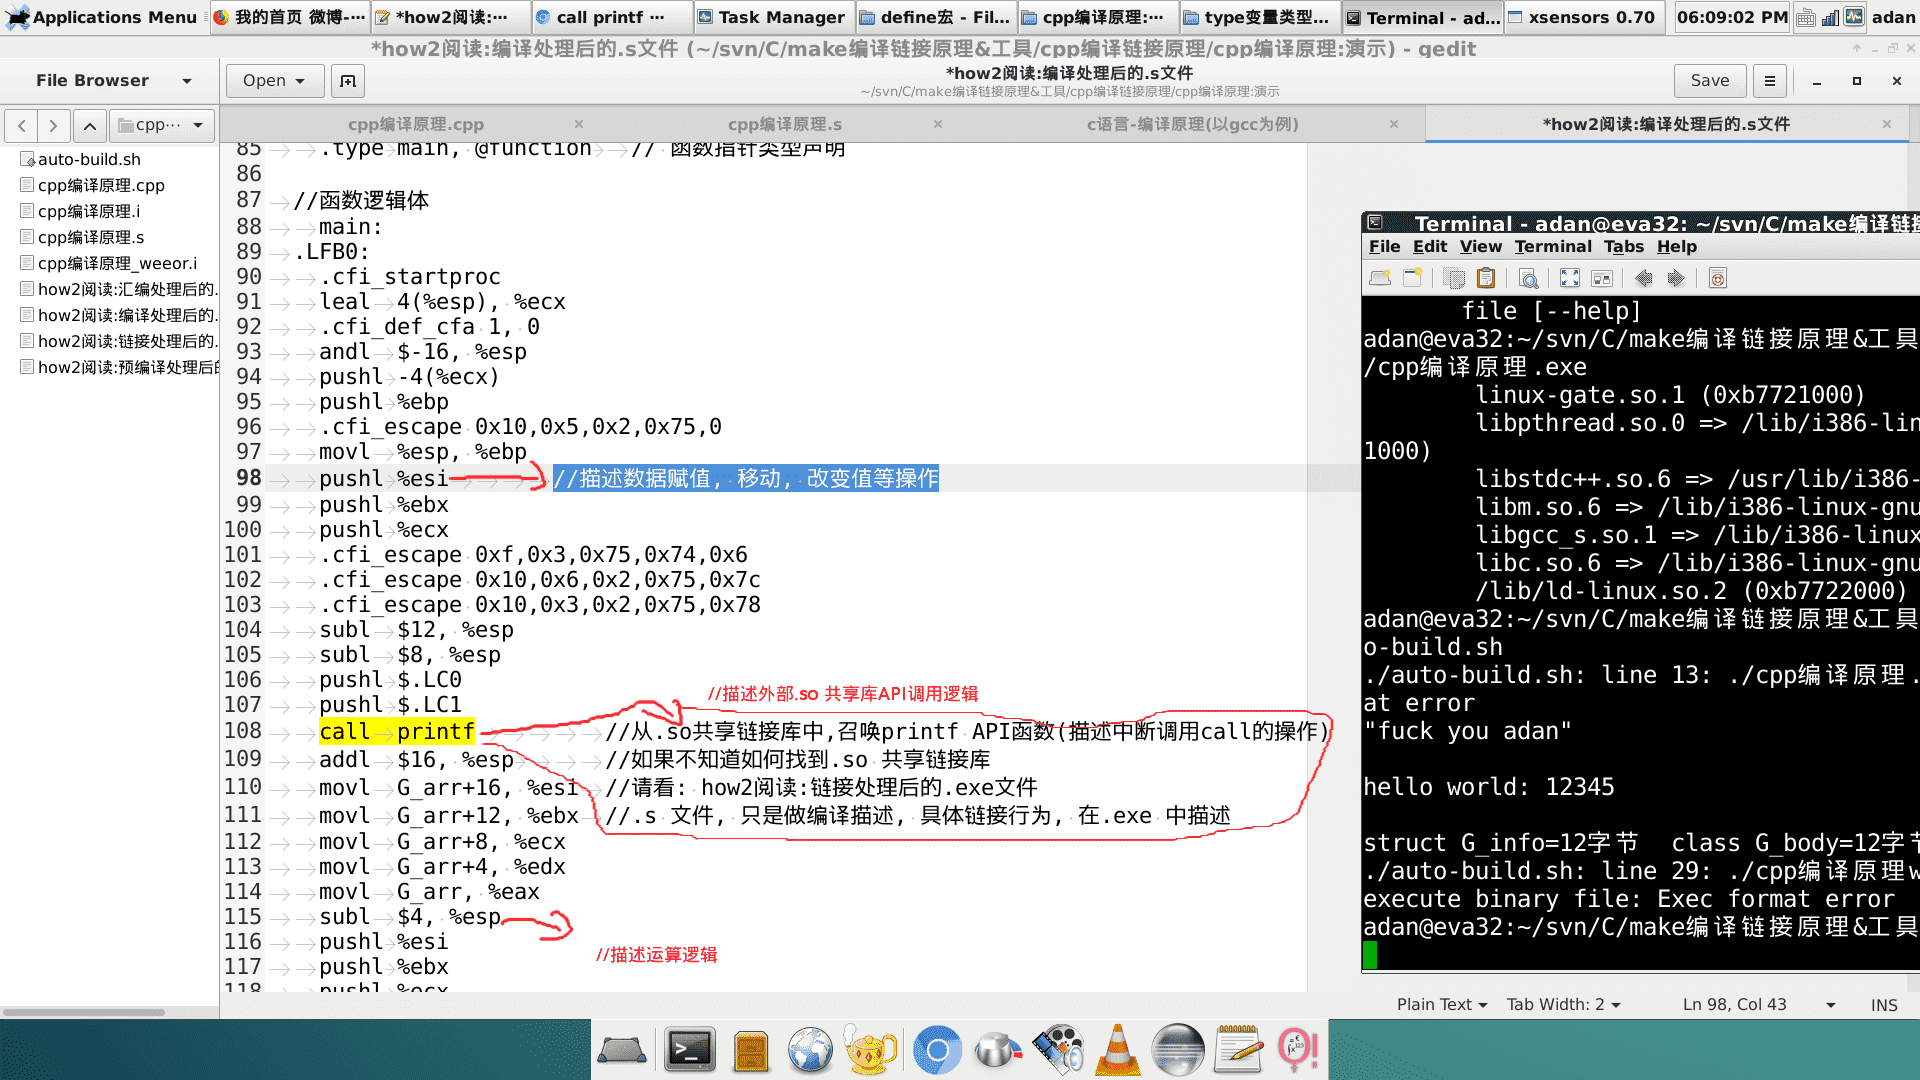 Applications Menu
我的首页 微博-···
*how2阅读:···
call printf ···
Task Manager
define宏 - Fil...
cpp编译原理:···
type变量类型...
Terminal - ad...
xsensors 0.70
06:09:02 PM
adan
*how2阅读:编译处理后的.s文件 (~/svn/C/make编译链接原理&工具/cpp编译链接原理/cpp编译原理:演示) - gedit
File Browser
Open
*how2阅读:编译处理后的.s文件
~/svn/C/make编译链接原理&工具/cpp编译链接原理/cpp编译原理:演示
Save
cpp···
cpp编译原理.cpp
cpp编译原理.s
c语言-编译原理(以gcc为例)
*how2阅读:编译处理后的.s文件
auto-build.sh
cpp编译原理.cpp
cpp编译原理.i
cpp编译原理.s
cpp编译原理_weeor.i
how2阅读:汇编处理后的.
how2阅读:编译处理后的.
how2阅读:链接处理后的.
how2阅读:预编译处理后的
85 .type main, @function // 函数指针类型声明
86
87 //函数逻辑体
88 main:
89 .LFB0:
90 .cfi_startproc
91 leal 4(%esp), %ecx
92 .cfi_def_cfa 1, 0
93 andl $-16, %esp
94 pushl -4(%ecx)
95 pushl %ebp
96 .cfi_escape 0x10,0x5,0x2,0x75,0
97 movl %esp, %ebp
98 pushl %esi //描述数据赋值, 移动, 改变值等操作
99 pushl %ebx
100 pushl %ecx
101 .cfi_escape 0xf,0x3,0x75,0x74,0x6
102 .cfi_escape 0x10,0x6,0x2,0x75,0x7c
103 .cfi_escape 0x10,0x3,0x2,0x75,0x78
104 subl $12, %esp
105 subl $8, %esp
106 pushl $.LC0
//描述外部.so 共享库API调用逻辑
107 pushl $.LC1
108 call printf //从.so共享链接库中,召唤printf API函数(描述中断调用call的操作)
109 addl $16, %esp //如果不知道如何找到.so 共享链接库
110 movl G_arr+16, %esi //请看: how2阅读:链接处理后的.exe文件
111 movl G_arr+12, %ebx //.s 文件, 只是做编译描述, 具体链接行为, 在.exe 中描述
112 movl G_arr+8, %ecx
113 movl G_arr+4, %edx
114 movl G_arr, %eax
115 subl $4, %esp
116 pushl %esi
//描述运算逻辑
117 pushl %ebx
118 pushl %ecx
Terminal - adan@eva32: ~/svn/C/make编译链接
File Edit View Terminal Tabs Help
file [--help]
adan@eva32:~/svn/C/make编译链接原理&工具
/cpp编译原理.exe
linux-gate.so.1 (0xb7721000)
libpthread.so.0 => /lib/i386-lin
1000)
libstdc++.so.6 => /usr/lib/i386-
libm.so.6 => /lib/i386-linux-gnu
libgcc_s.so.1 => /lib/i386-linux
libc.so.6 => /lib/i386-linux-gnu
/lib/ld-linux.so.2 (0xb7722000)
adan@eva32:~/svn/C/make编译链接原理&工具
o-build.sh
./auto-build.sh: line 13: ./cpp编译原理.
at error
"fuck you adan"
hello world: 12345
struct G_info=12字节 class G_body=12字节
./auto-build.sh: line 29: ./cpp编译原理w
execute binary file: Exec format error
adan@eva32:~/svn/C/make编译链接原理&工具
Plain Text
Tab Width: 2
Ln 98, Col 43
INS